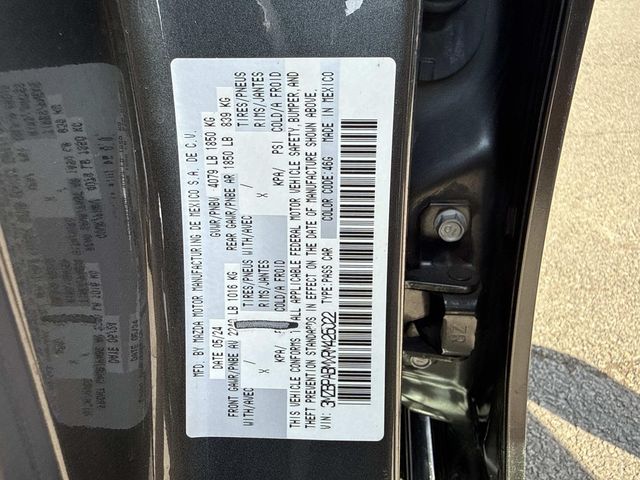 MFD. BY MAZDA MOTOR MANUFACTURING DE MEXICO S.A. DE C.V.
DATE 05/24 GVWR/PNBV 4079 LB 1850 KG
FRONT GAWR/PNBE AV LB 1016 KG REAR GAWR/PNBE AR 1850 LB 839 KG
WITH/AVEC TIRES/PNEUS WITH/AVEC TIRES/PNEUS
X RIMS/JANTES X RIMS/JANTES
KPA/ COLD/A FROID KPA/ PSI COLD/A FROID
THIS VEHICLE CONFORMS ALL APPLICABLE FEDERAL MOTOR VEHICLE SAFETY, BUMPER, AND
THEFT PREVENTION STANDARDS IN EFFECT ON THE DATE OF MANUFACTURE SHOWN ABOVE.
VIN: TYPE:PASS CAR COLOR CODE:46G MADE IN MEXICO
ZR